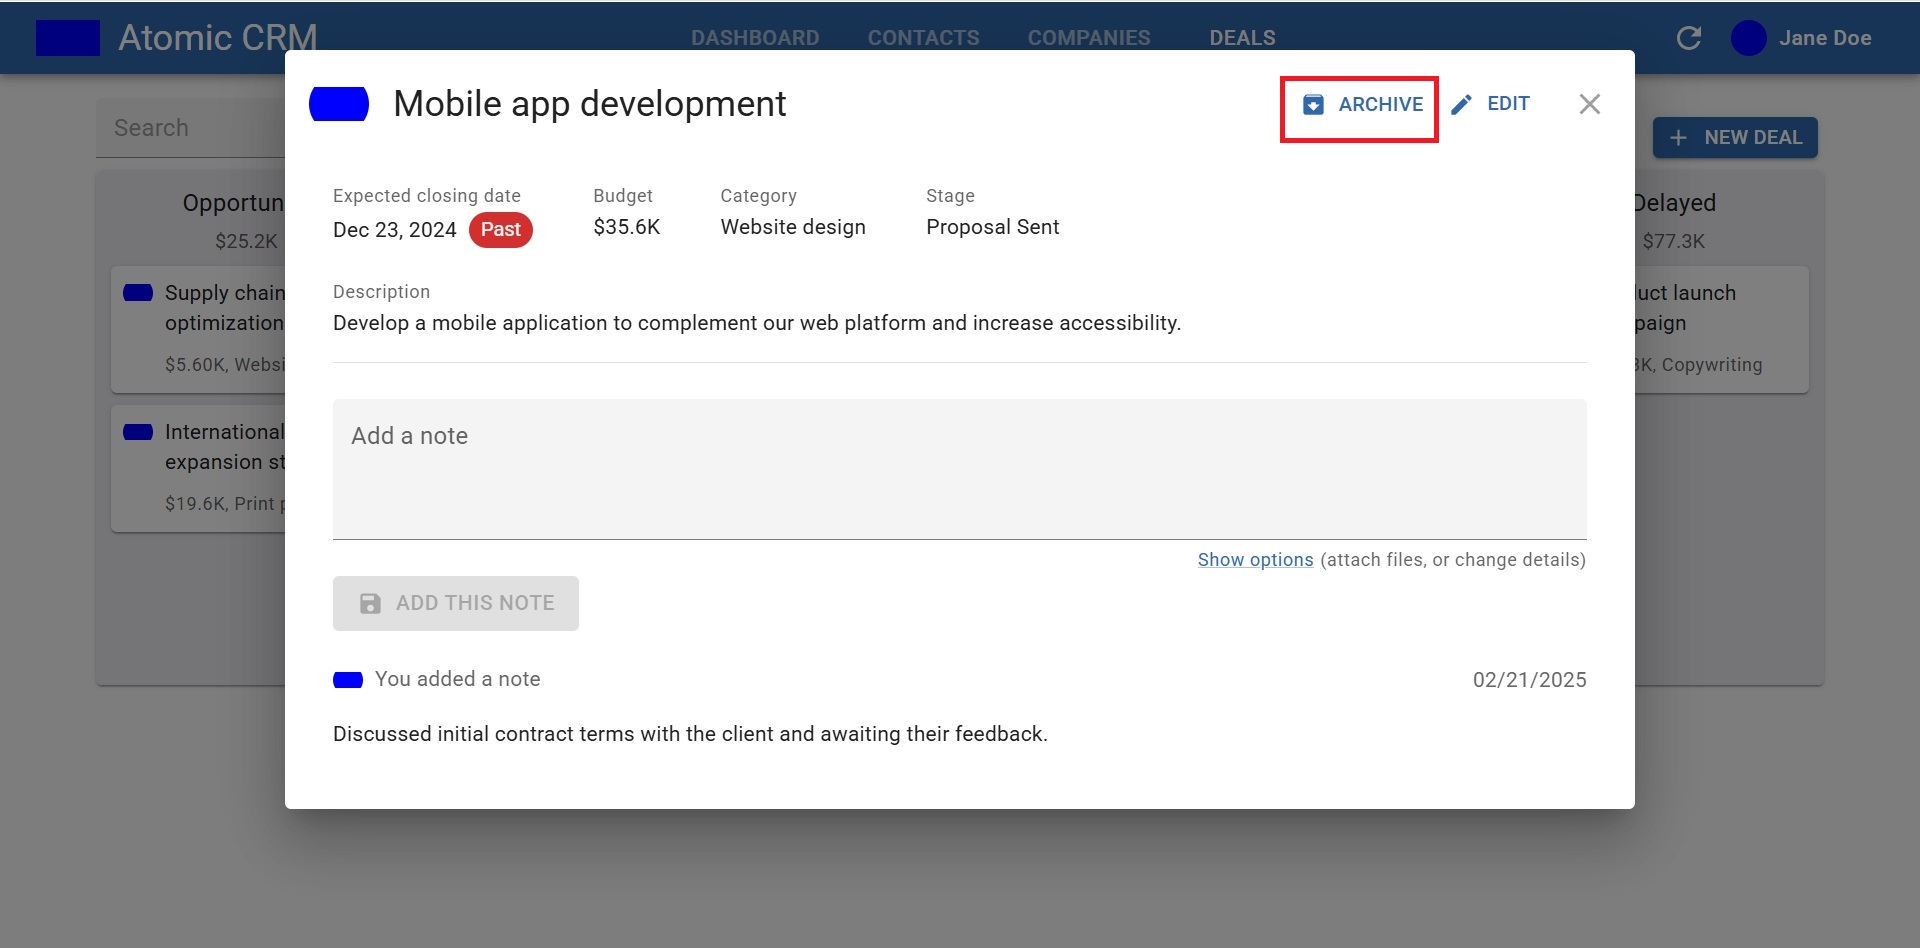 Atomic CRM
DASHBOARD CONTACTS COMPANIES DEALS
Jane Doe
Mobile app development
ARCHIVE EDIT
Search
NEW DEAL
Expected closing date Budget Category Stage
Dec 23, 2024 Past $35.6K Website design Proposal Sent
Opportun
$25.2K
Delayed
$77.3K
Supply chain
optimization
$5.60K, Websi
International
expansion st
$19.6K, Print p
uct launch
paign
K, Copywriting
Description
Develop a mobile application to complement our web platform and increase accessibility.
Add a note
Show options (attach files, or change details)
ADD THIS NOTE
You added a note 02/21/2025
Discussed initial contract terms with the client and awaiting their feedback.